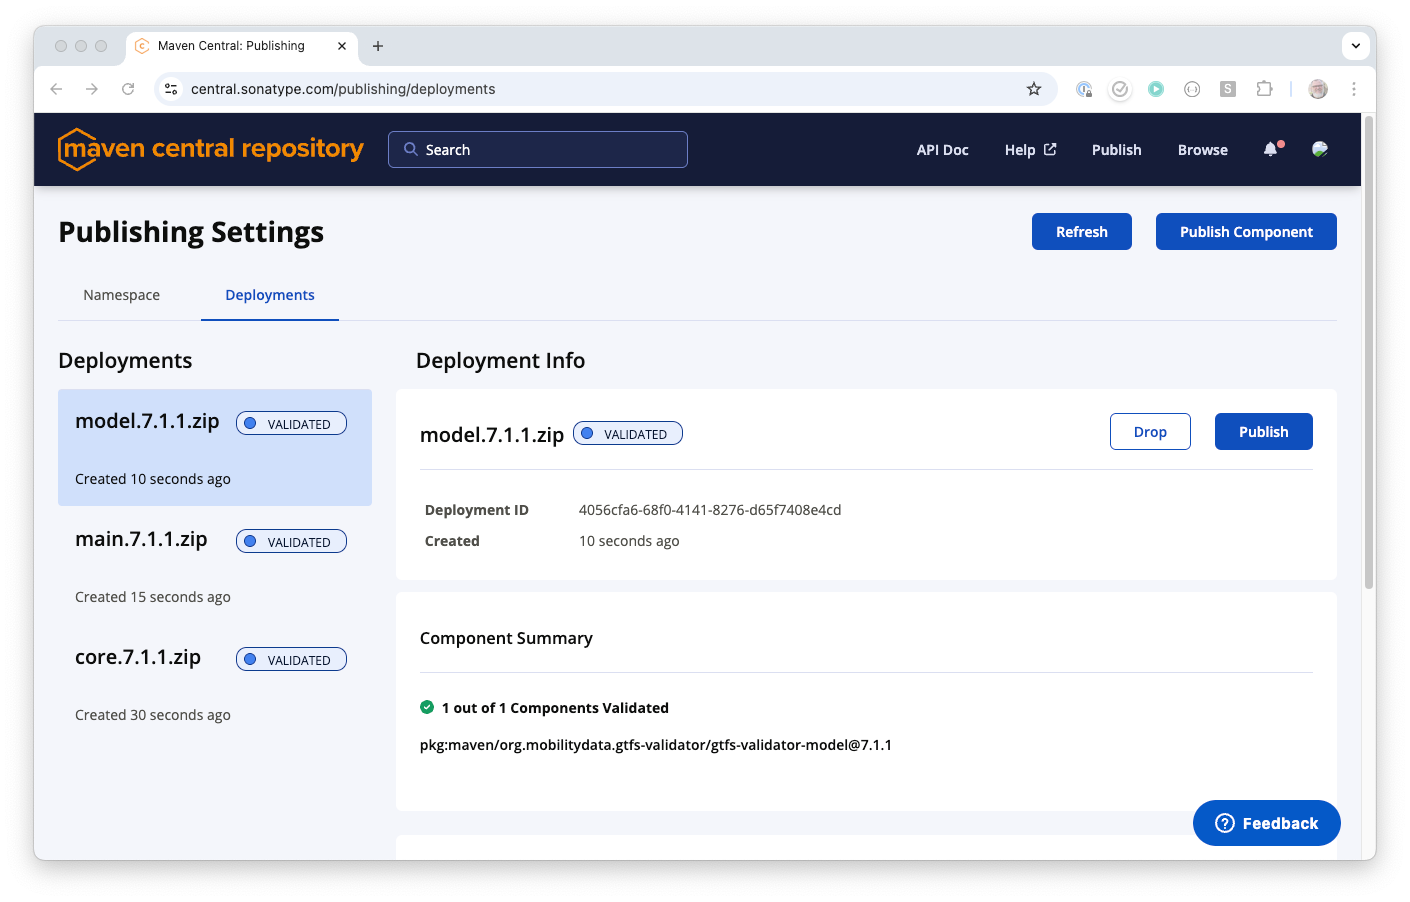 Maven Central: Publishing
central.sonatype.com/publishing/deployments
S
maven central repository
Search
API Doc
Help
Publish
Browse
Publishing Settings
Refresh
Publish Component
Namespace
Deployments
Deployments
model.7.1.1.zip
VALIDATED
Created 10 seconds ago
main.7.1.1.zip
VALIDATED
Created 15 seconds ago
core.7.1.1.zip
VALIDATED
Created 30 seconds ago
Deployment Info
model.7.1.1.zip
VALIDATED
Drop
Publish
Deployment ID
4056cfa6-68f0-4141-8276-d65f7408e4cd
Created
10 seconds ago
Component Summary
1 out of 1 Components Validated
pkg:maven/org.mobilitydata.gtfs-validator/gtfs-validator-model@7.1.1
Feedback